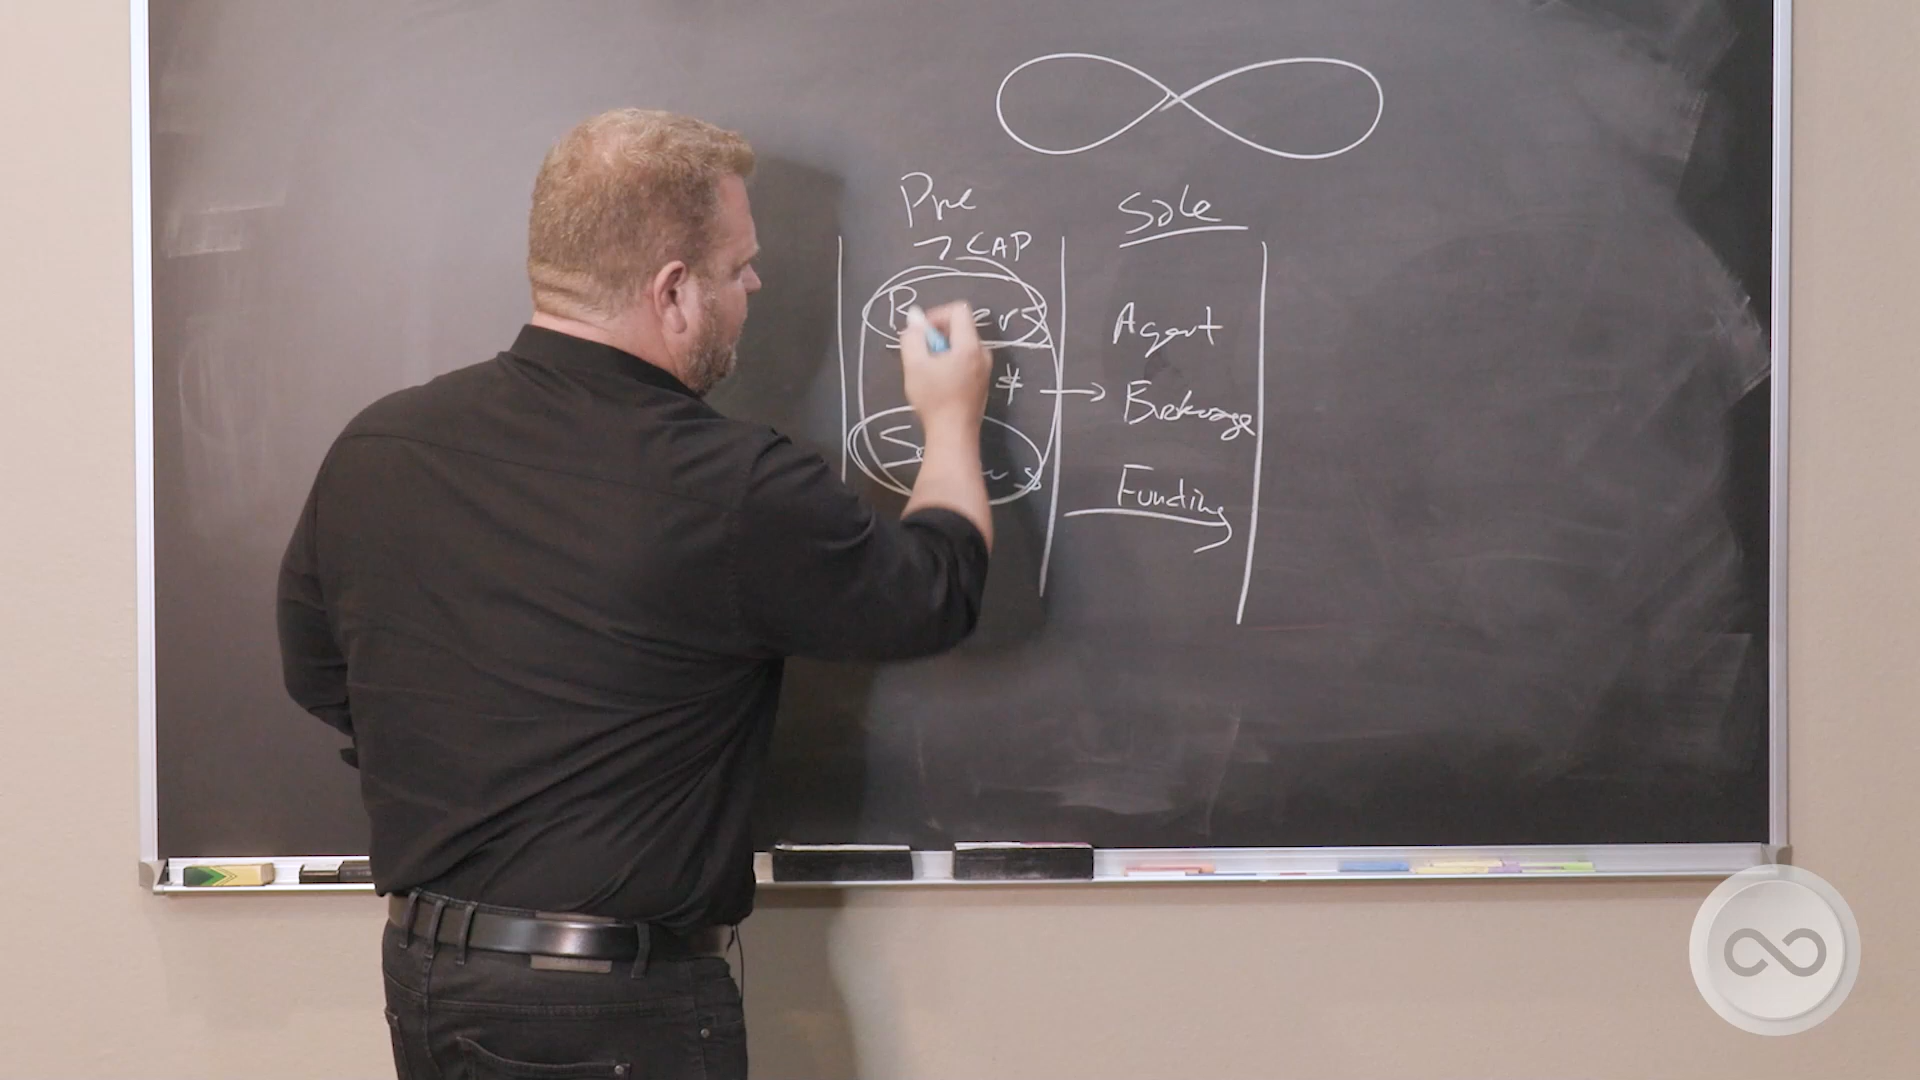 Pre
Sale
→ CAP
Agent
Brokerage
Funding